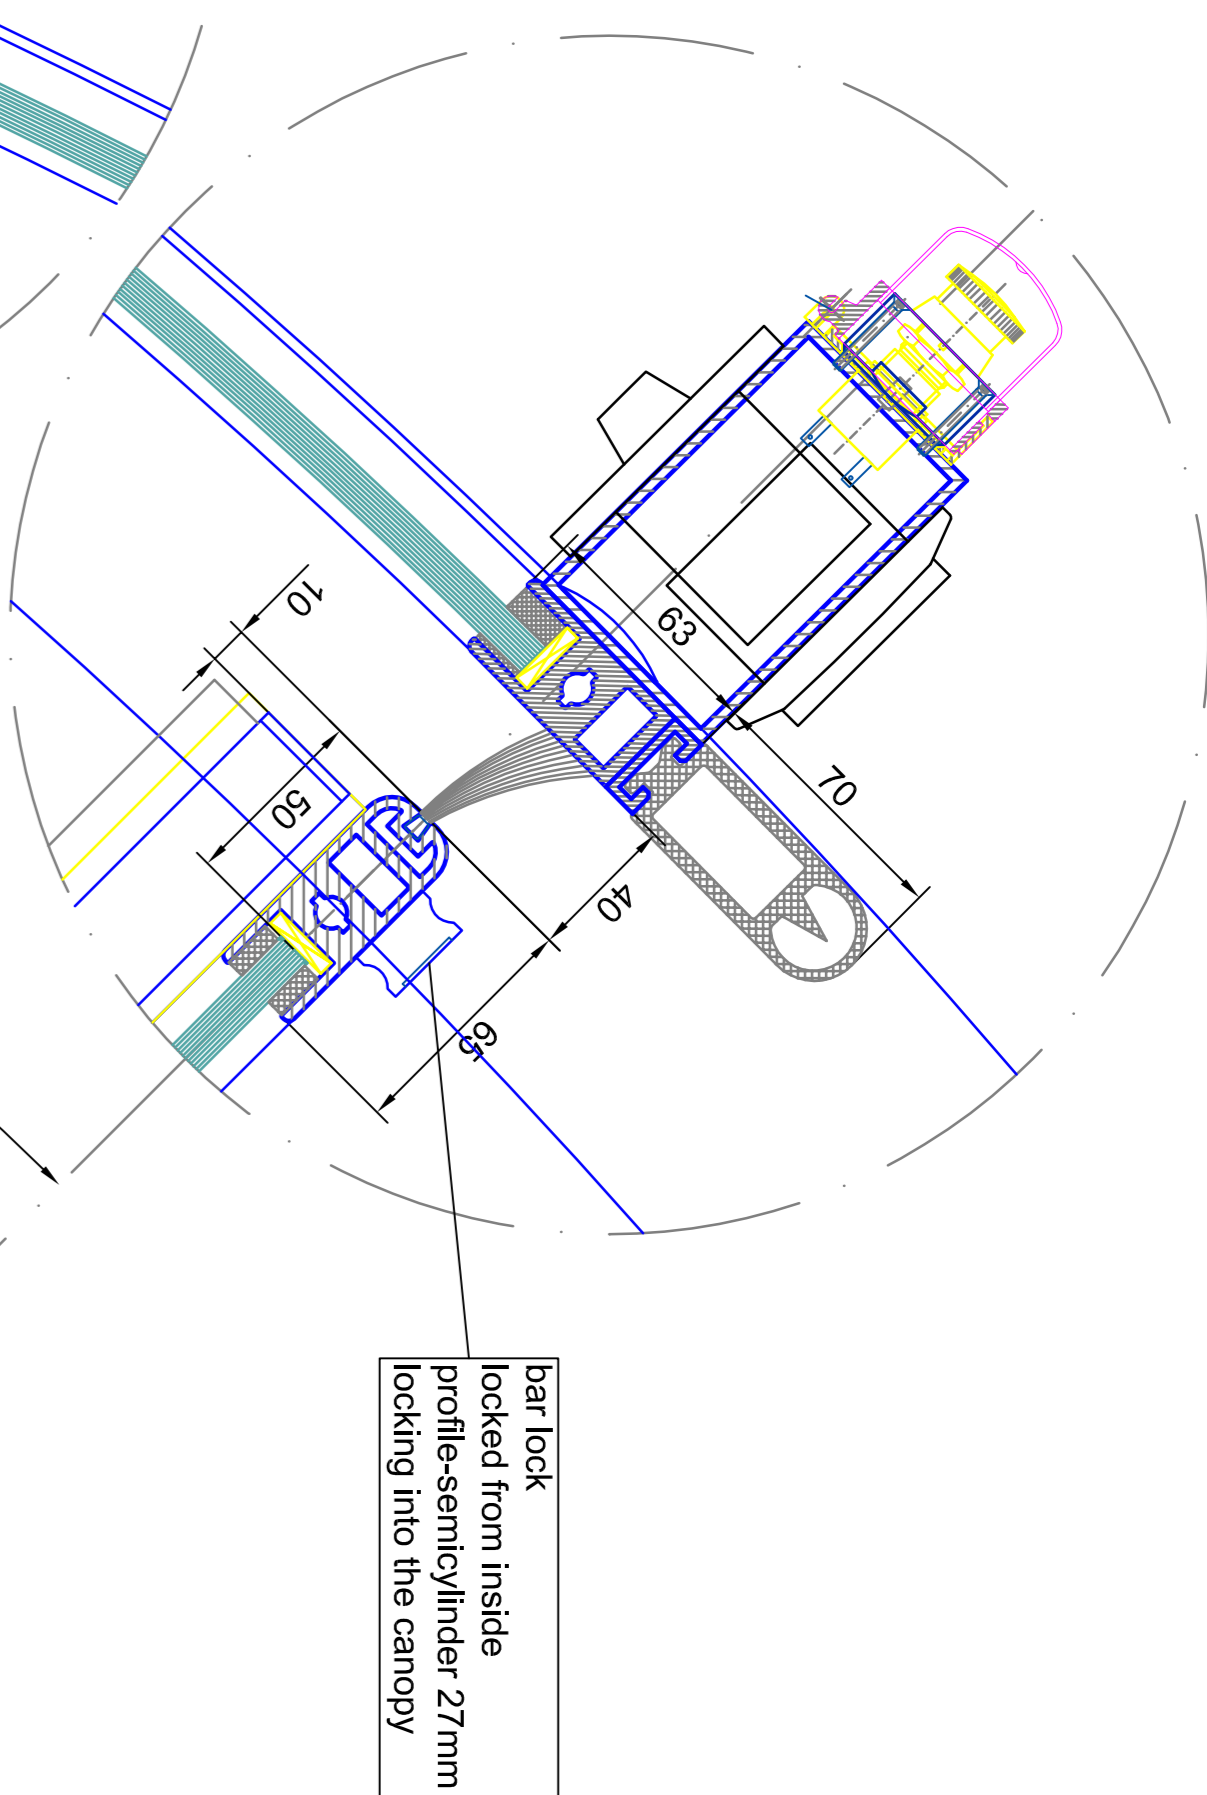 10
63
70
50
40
65
bar lock
locked from inside
profile-semicylinder 27mm
locking into the canopy